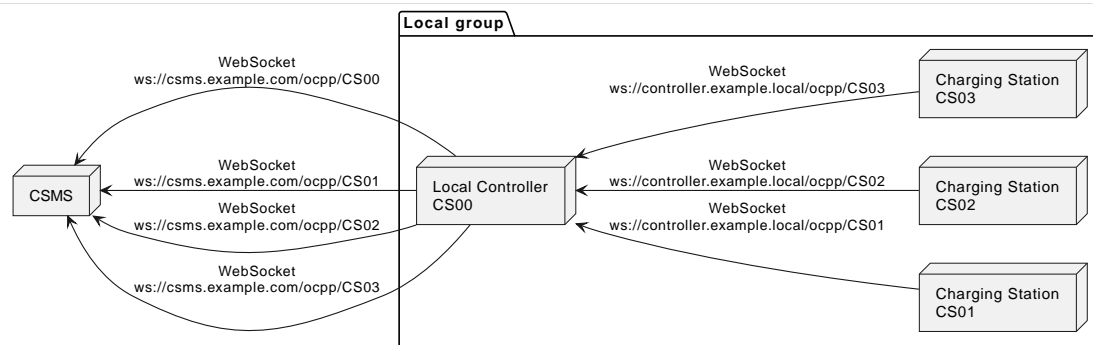 Local group
WebSocket
ws://csms.example.com/ocpp/CS00
WebSocket
ws://controller.example.local/ocpp/CS03
Charging Station
CS03
CSMS
WebSocket
ws://csms.example.com/ocpp/CS01
Local Controller
CS00
WebSocket
ws://controller.example.local/ocpp/CS02
Charging Station
CS02
WebSocket
ws://csms.example.com/ocpp/CS02
WebSocket
ws://controller.example.local/ocpp/CS01
WebSocket
ws://csms.example.com/ocpp/CS03
Charging Station
CS01